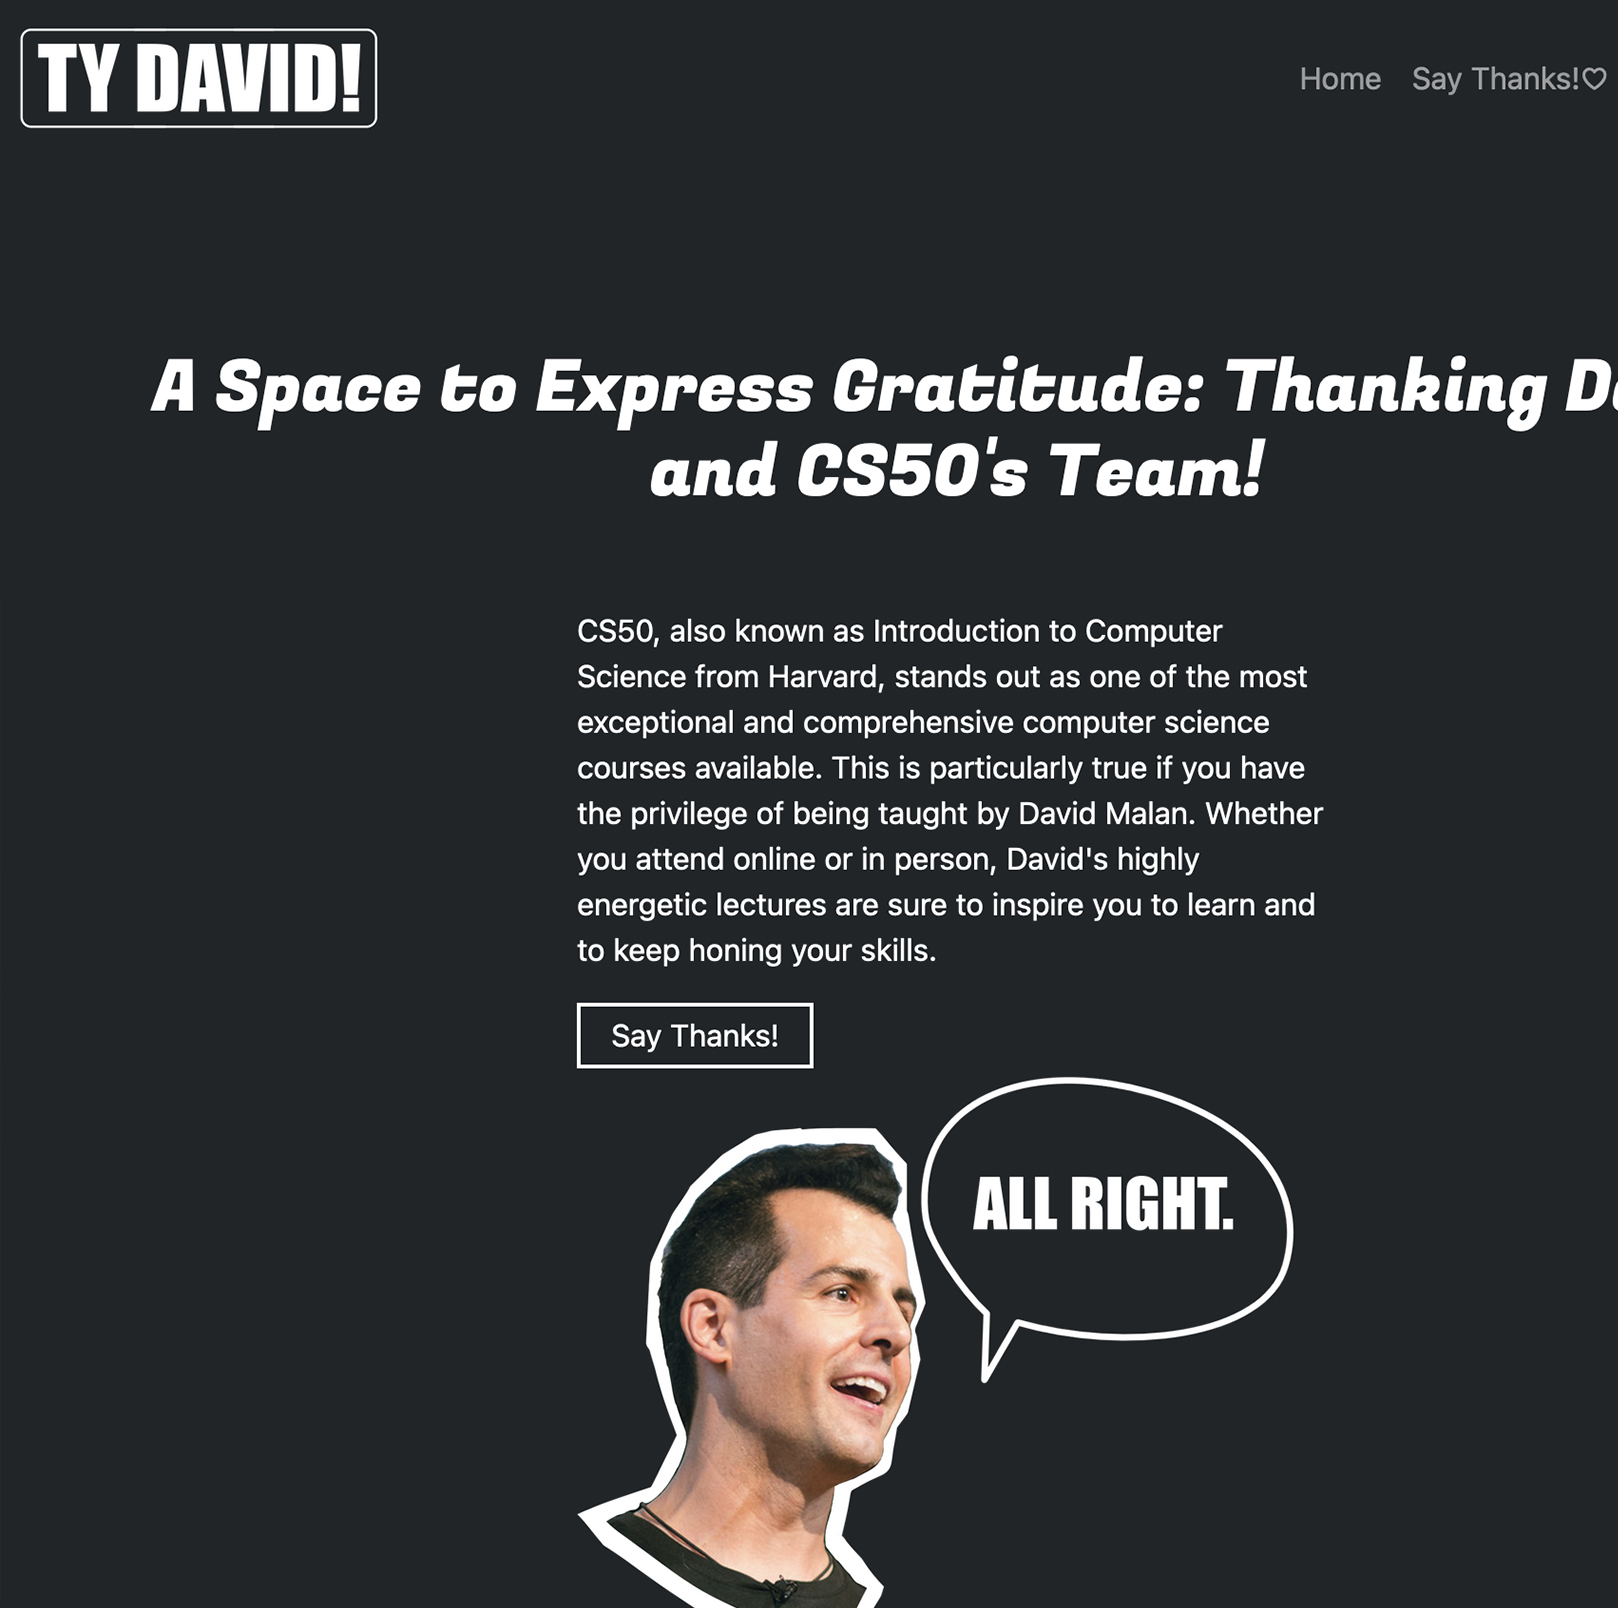 TY DAVID!
Home Say Thanks!♡
A Space to Express Gratitude: Thanking
and CS50's Team!
CS50, also known as Introduction to Computer
Science from Harvard, stands out as one of the most
exceptional and comprehensive computer science
courses available. This is particularly true if you have
the privilege of being taught by David Malan. Whether
you attend online or in person, David's highly
energetic lectures are sure to inspire you to learn and
to keep honing your skills.
Say Thanks!
ALL RIGHT.